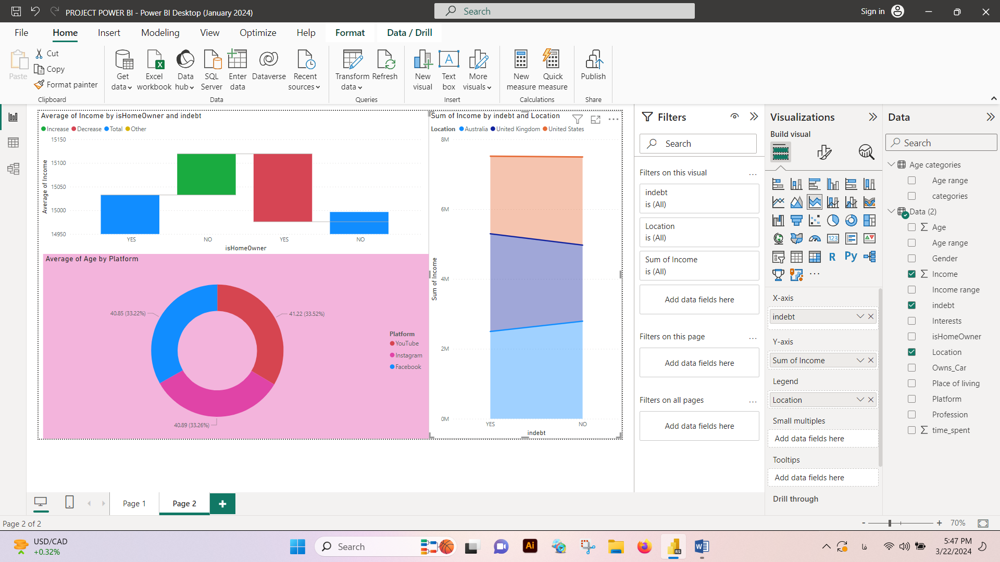 PROJECT POWER BI - Power BI Desktop (January 2024)
Search
Sign in
File Home Insert Modeling View Optimize Help Format Data / Drill
Paste
Cut
Copy
Format painter
Clipboard
Get data
Excel workbook
Data hub
SQL Server
Enter data
Dataverse
Recent sources
Data
Transform data
Refresh
Queries
New visual
Text box
More visuals
Insert
New measure
Quick measure
Calculations
Publish
Share
Average of Income by isHomeOwner and indebt
Increase Decrease Total Other
15150
15100
15050
15000
14950
Average of Income
YES NO YES NO
isHomeOwner
Average of Age by Platform
40.85 (33.22%)
41.22 (33.52%)
40.89 (33.26%)
Platform
YouTube
Instagram
Facebook
Sum of Income by indebt and Location
Location Australia United Kingdom United States
8M
6M
4M
2M
0M
Sum of Income
YES NO
indebt
Filters
Search
Filters on this visual
...
indebt
is (All)
Location
is (All)
Sum of Income
is (All)
Add data fields here
Filters on this page
...
Add data fields here
Filters on all pages
...
Add data fields here
Visualizations
Build visual
123
R
Py
...
X-axis
indebt
Y-axis
Sum of Income
Legend
Location
Small multiples
Add data fields here
Tooltips
Add data fields here
Drill through
Data
Search
Age categories
Age range
categories
Data (2)
Σ Age
Age range
Gender
Σ Income
Income range
indebt
Interests
isHomeOwner
Location
Owns_Car
Place of living
Platform
Profession
Σ time_spent
Page 1
Page 2
+
Page 2 of 2
- + 70%
USD/CAD
+0.32%
Search
Ai
RS
W
فا
5:47 PM
3/22/2024